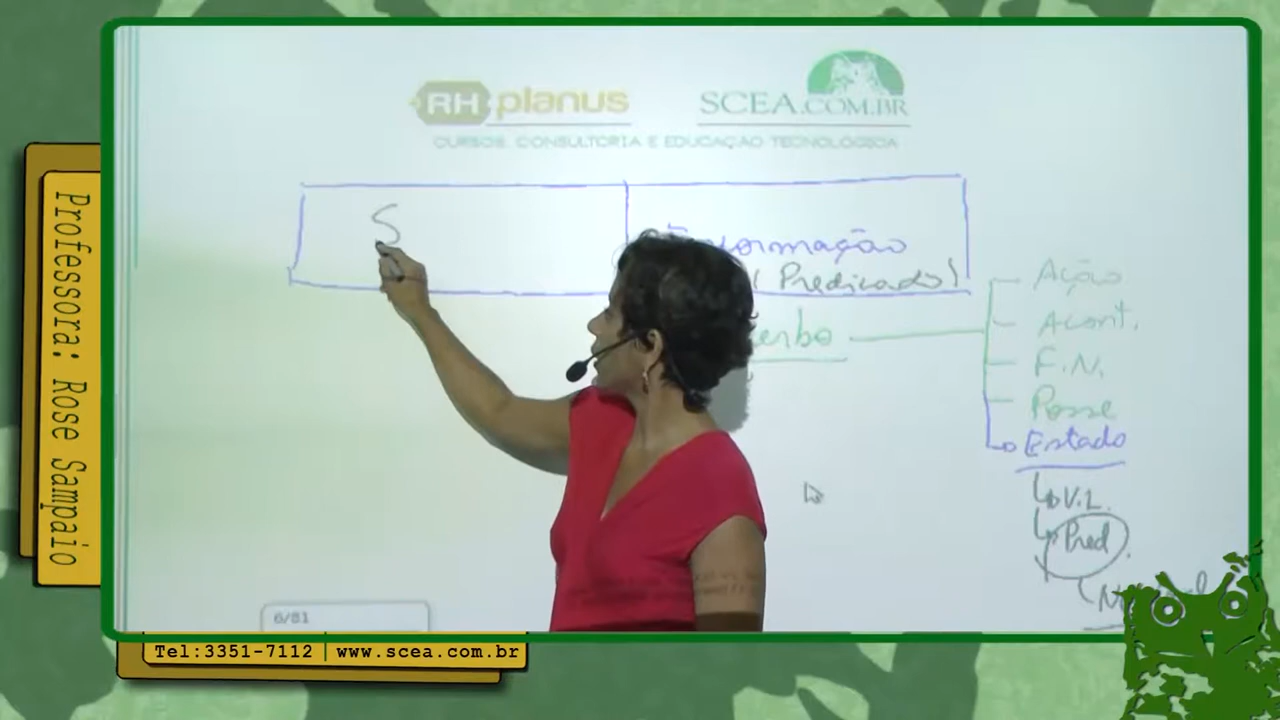 RH planus
SCEA.COM.BR
CURSOS, CONSULTORIA E EDUCAÇÃO TECNOLÓGICA
S
(Predicado)
Ação
Acont.
F.N.
Posse
Estado
V.L.
Pred.
6/81
Professora: Rose Sampaio
Tel:3351-7112 | www.scea.com.br